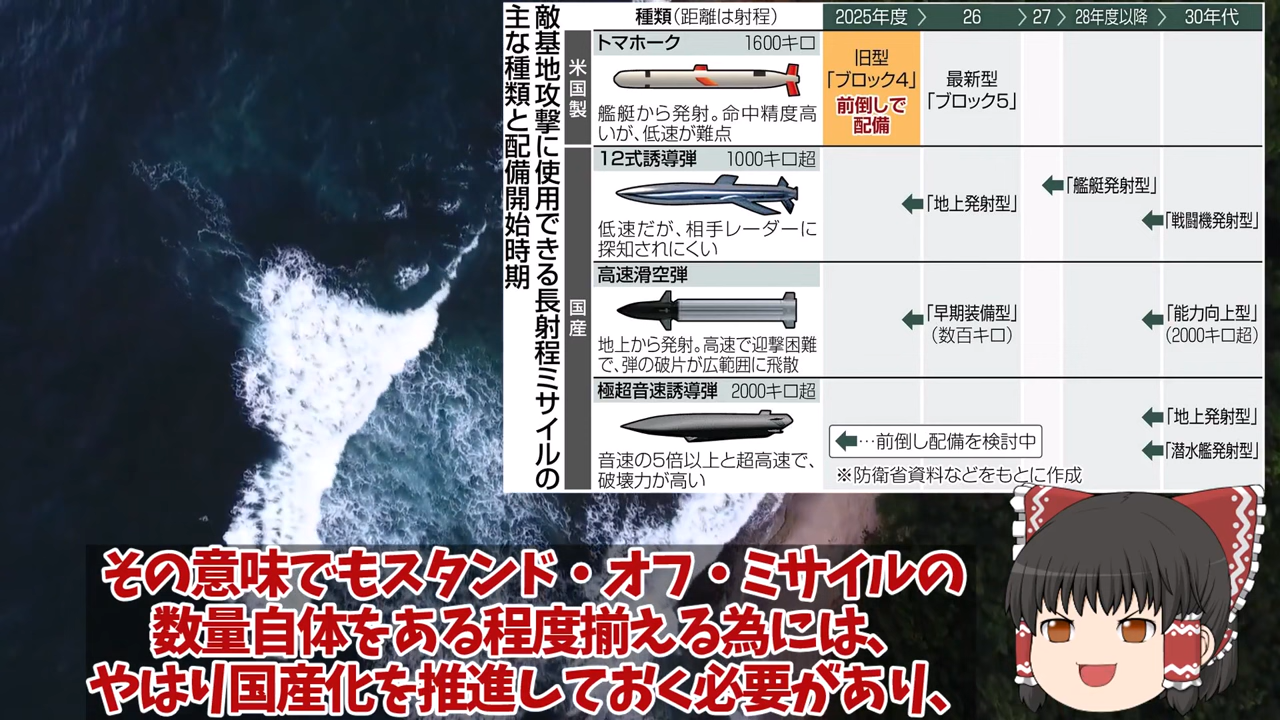 敵基地攻撃に使用できる長射程ミサイルの
主な種類と配備開始時期
種類(距離は射程)
2025年度
26
27
28年度以降
30年代
米国製
トマホーク 1600キロ
艦艇から発射。命中精度高
いが、低速が難点
旧型
「ブロック4」
前倒しで
配備
最新型
「ブロック5」
国産
12式誘導弾 1000キロ超
低速だが、相手レーダーに
探知されにくい
「地上発射型」
「艦艇発射型」
「戦闘機発射型」
高速滑空弾
地上から発射。高速で迎撃困難
で、弾の破片が広範囲に飛散
「早期装備型」
(数百キロ)
「能力向上型」
(2000キロ超)
極超音速誘導弾 2000キロ超
音速の5倍以上と超高速で、
破壊力が高い
「地上発射型」
「潜水艦発射型」
…前倒し配備を検討中
※防衛省資料などをもとに作成
その意味でもスタンド・オフ・ミサイルの
数量自体をある程度揃える為には、
やはり国産化を推進しておく必要があり、